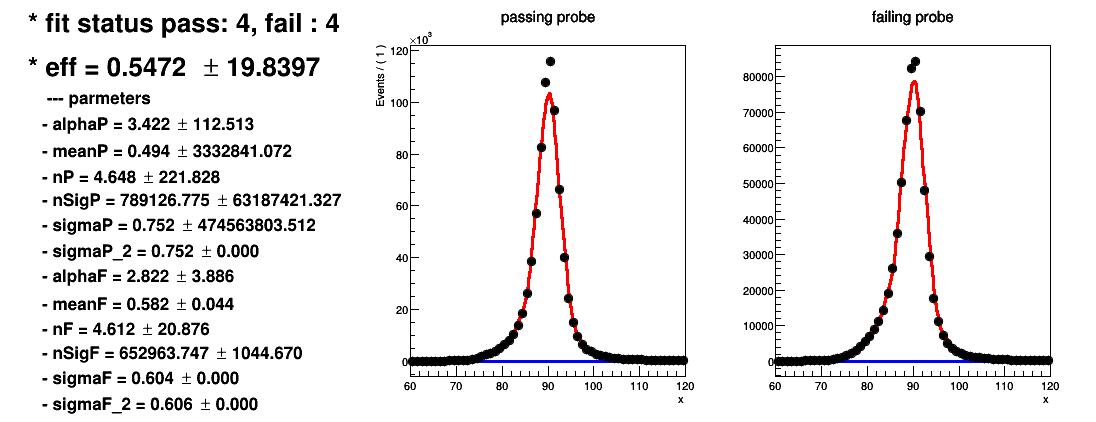 * fit status pass: 4, fail : 4
* eff = 0.5472 ± 19.8397
--- parmeters
- alphaP = 3.422 ± 112.513
- meanP = 0.494 ± 3332841.072
- nP = 4.648 ± 221.828
- nSigP = 789126.775 ± 63187421.327
- sigmaP = 0.752 ± 474563803.512
- sigmaP_2 = 0.752 ± 0.000
- alphaF = 2.822 ± 3.886
- meanF = 0.582 ± 0.044
- nF = 4.612 ± 20.876
- nSigF = 652963.747 ± 1044.670
- sigmaF = 0.604 ± 0.000
- sigmaF_2 = 0.606 ± 0.000
passing probe
×10³
Events / ( 1 )
120
100
80
60
40
20
0
60 70 80 90 100 110 120
x
failing probe
80000
70000
60000
50000
40000
30000
20000
10000
0
60 70 80 90 100 110 120
x